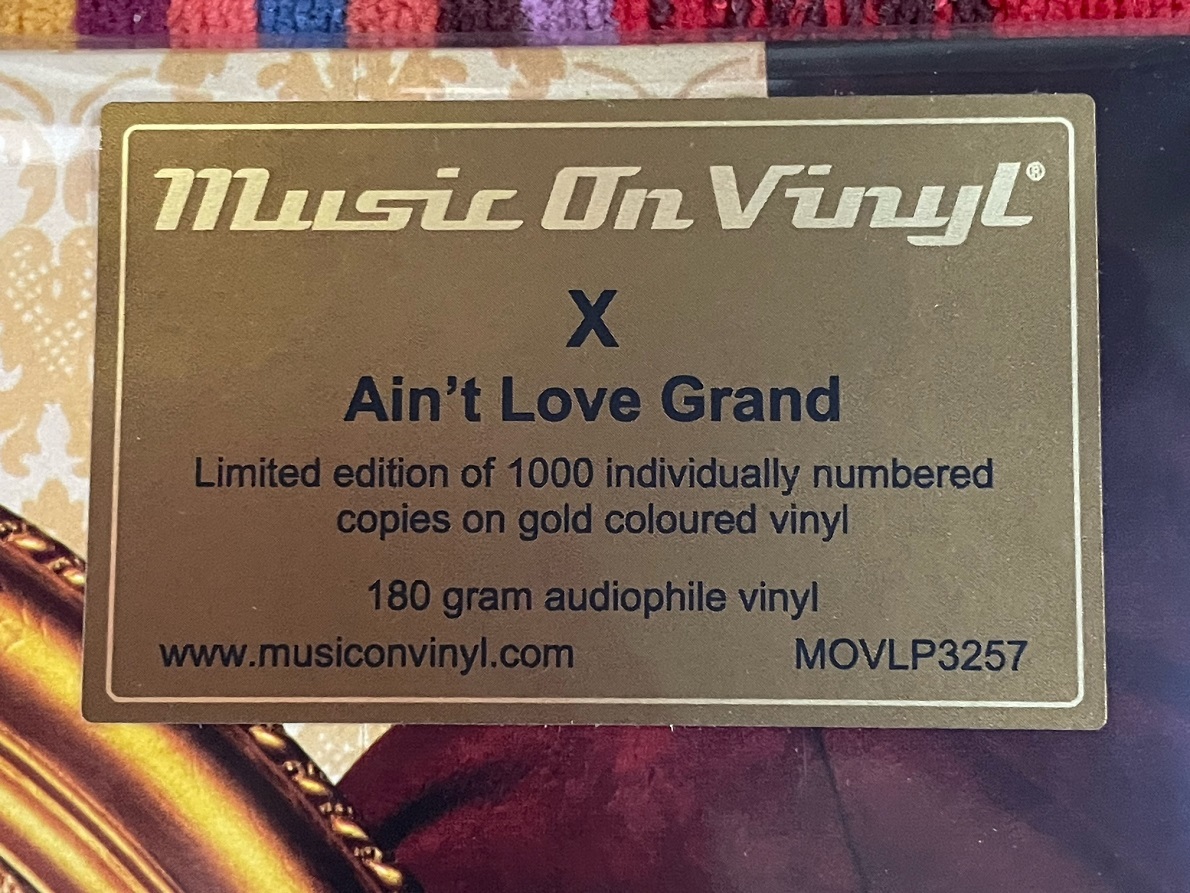 Music On Vinyl®
X
Ain't Love Grand
Limited edition of 1000 individually numbered
copies on gold coloured vinyl
180 gram audiophile vinyl
www.musiconvinyl.com MOVLP3257